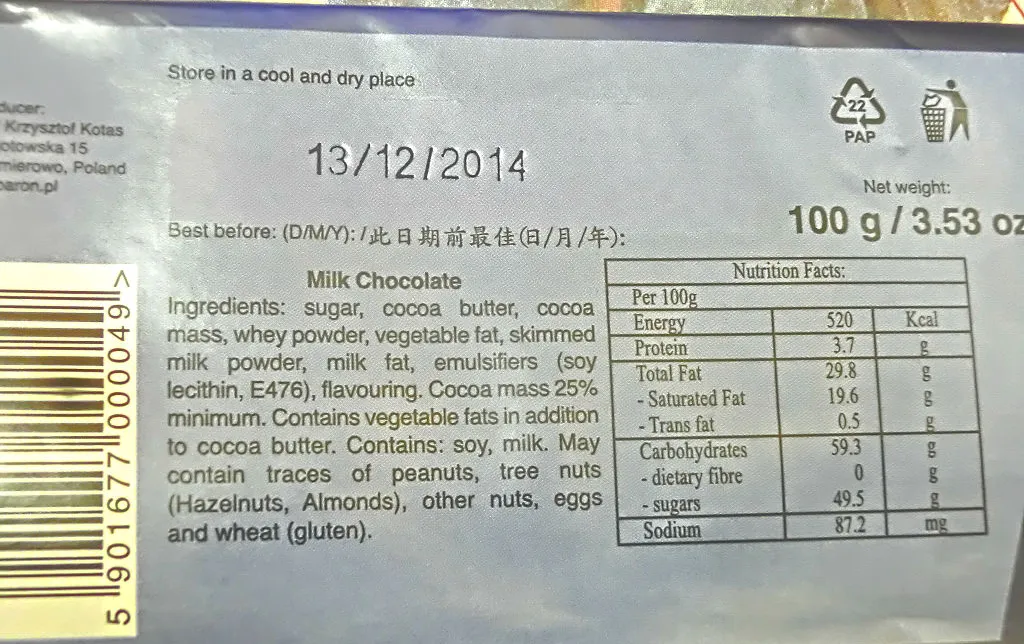 Store in a cool and dry place
Krzysztof Kotas
15
Poland
13/12/2014
Best before: (D/M/Y): /此日期前最佳(日/月/年):
22
PAP
Net weight:
100 g / 3.53 oz
Milk Chocolate
Ingredients: sugar, cocoa butter, cocoa
mass, whey powder, vegetable fat, skimmed
milk powder, milk fat, emulsifiers (soy
lecithin, E476), flavouring. Cocoa mass 25%
minimum. Contains vegetable fats in addition
to cocoa butter. Contains: soy, milk. May
contain traces of peanuts, tree nuts
(Hazelnuts, Almonds), other nuts, eggs
and wheat (gluten).
Nutrition Facts:
Per 100g
Energy 520 Kcal
Protein 3.7 g
Total Fat 29.8 g
- Saturated Fat 19.6 g
- Trans fat 0.5 g
Carbohydrates 59.3 g
- dietary fibre 0 g
- sugars 49.5 g
Sodium 87.2 mg
5 901677 000049 >